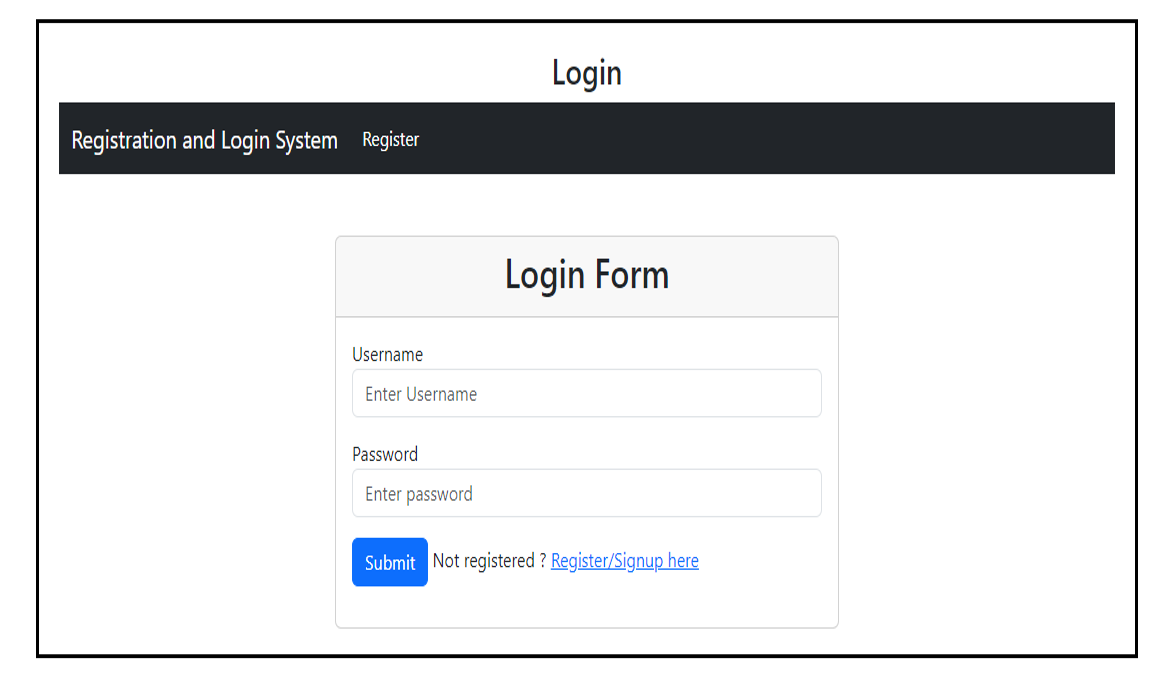 Login
Registration and Login System Register
Login Form
Username
Enter Username
Password
Enter password
Submit Not registered ? Register/Signup here